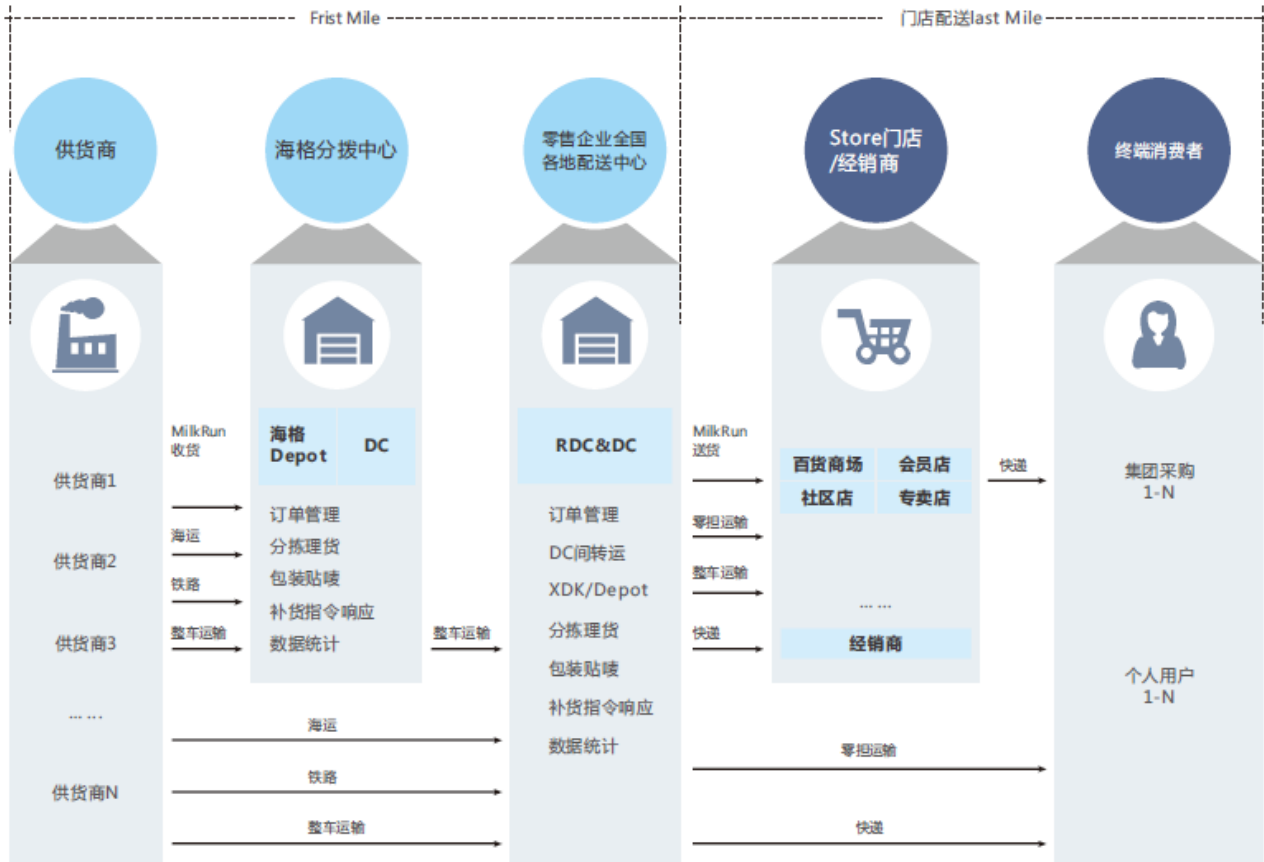 Frist Mile
门店配送last Mile
供货商
海格分拨中心
零售企业全国
各地配送中心
Store门店
/经销商
终端消费者
供货商1
供货商2
供货商3
... ...
供货商N
MilkRun
收货
海运
铁路
整车运输
海格
Depot
DC
订单管理
分拣理货
包装贴唛
补货指令响应
数据统计
整车运输
海运
铁路
整车运输
RDC&DC
订单管理
DC间转运
XDK/Depot
分拣理货
包装贴唛
补货指令响应
数据统计
MilkRun
送货
零担运输
整车运输
快递
百货商场
会员店
社区店
专卖店
... ...
经销商
快递
零担运输
快递
集团采购
1-N
个人用户
1-N